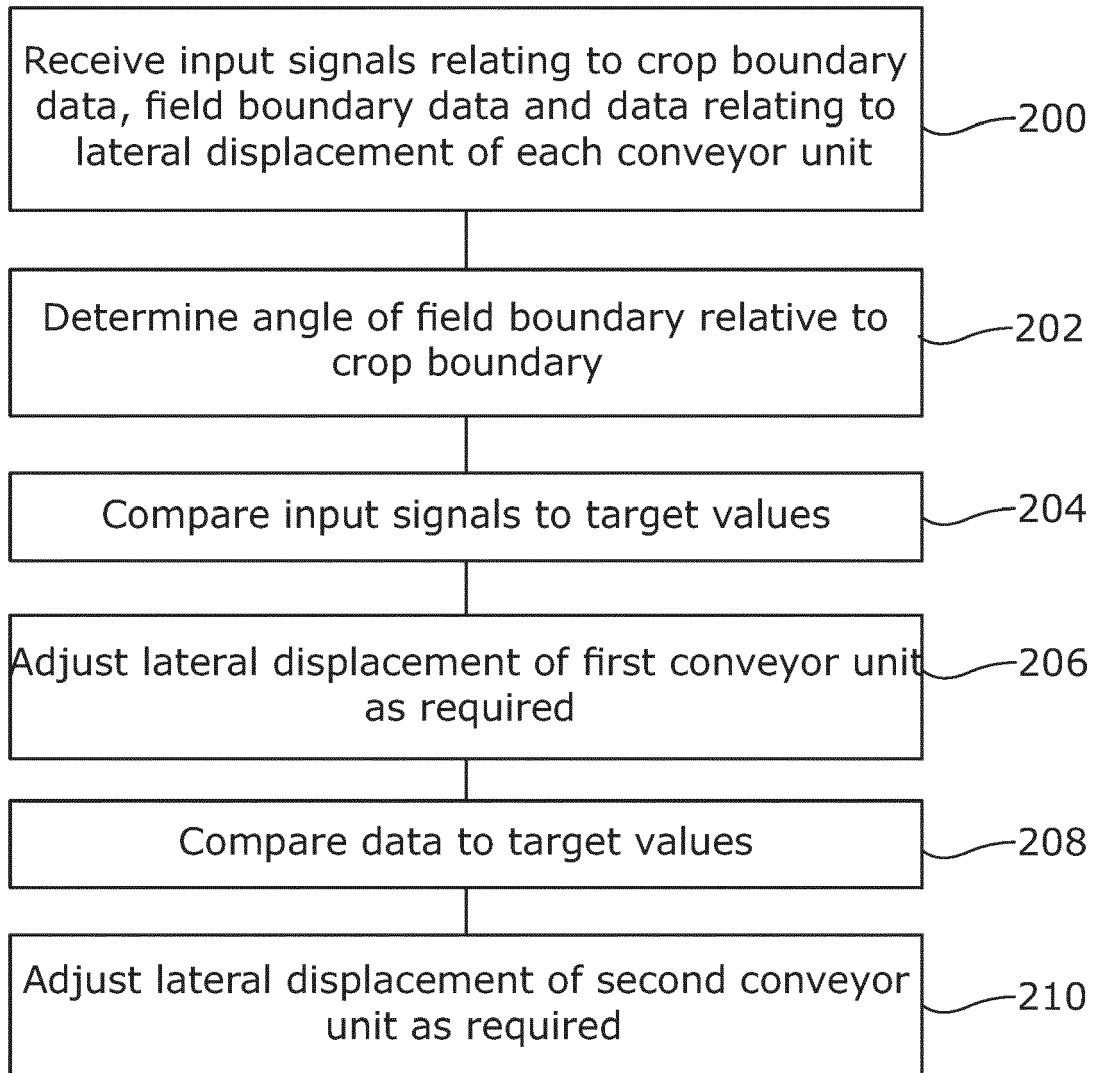 Receive input signals relating to crop boundary
data, field boundary data and data relating to
lateral displacement of each conveyor unit
200
Determine angle of field boundary relative to
crop boundary
202
Compare input signals to target values
204
Adjust lateral displacement of first conveyor unit
as required
206
Compare data to target values
208
Adjust lateral displacement of second conveyor
unit as required
210